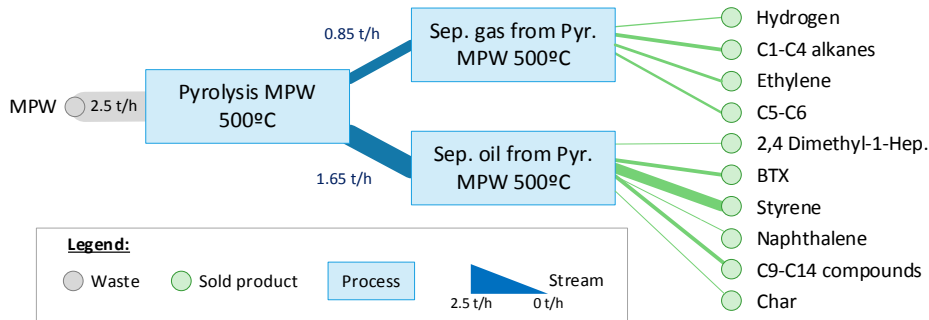 Hydrogen
0.85 t/h
Sep. gas from Pyr.
MPW 500ºC
C1-C4 alkanes
Ethylene
MPW
2.5 t/h
Pyrolysis MPW
500ºC
C5-C6
2,4 Dimethyl-1-Hep.
1.65 t/h
Sep. oil from Pyr.
MPW 500ºC
BTX
Styrene
Naphthalene
C9-C14 compounds
Char
Legend:
Waste
Sold product
Process
Stream
2.5 t/h
0 t/h